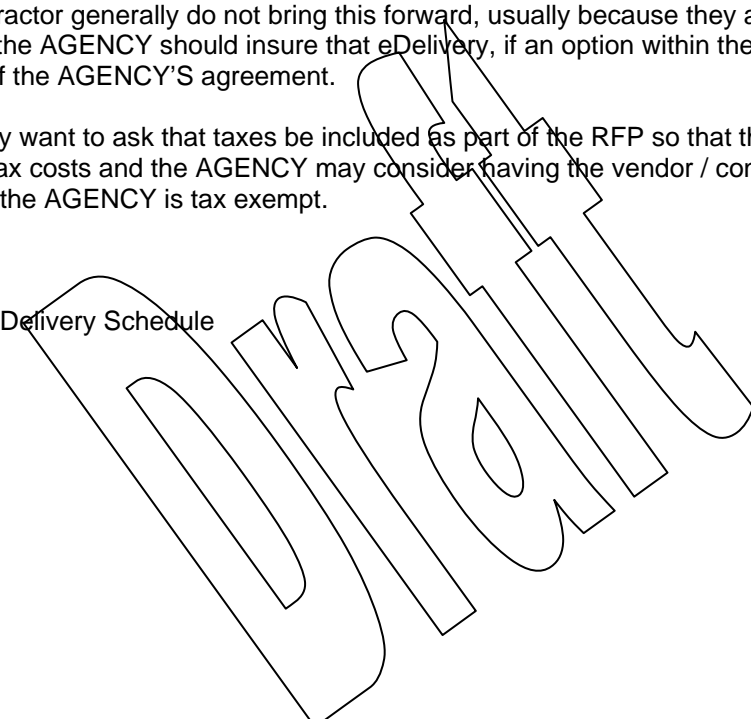 ractor generally do not bring this forward, usually because they a
the AGENCY should insure that eDelivery, if an option within the
f the AGENCY'S agreement.
y want to ask that taxes be included as part of the RFP so that th
ax costs and the AGENCY may consider having the vendor / con
the AGENCY is tax exempt.
Delivery Schedule
Draft